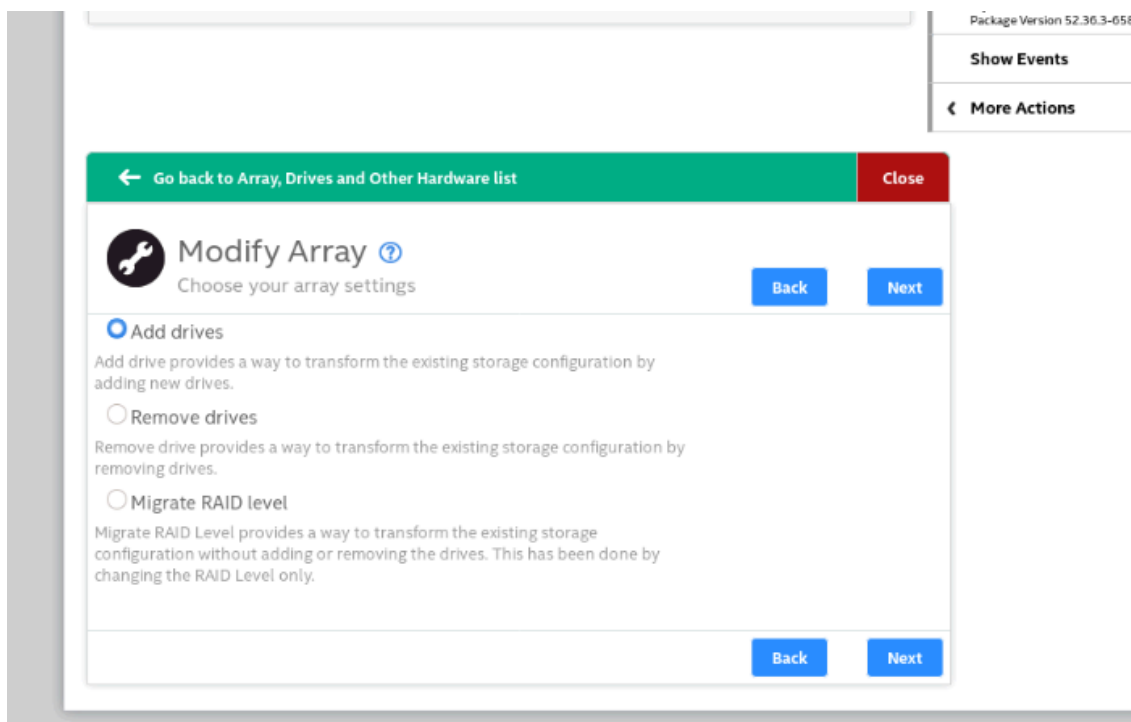 Package Version 52.36.3-658
Show Events
More Actions
Go back to Array, Drives and Other Hardware list
Close
Modify Array ?
Choose your array settings
Back
Next
Add drives
Add drive provides a way to transform the existing storage configuration by
adding new drives.
Remove drives
Remove drive provides a way to transform the existing storage configuration by
removing drives.
Migrate RAID level
Migrate RAID Level provides a way to transform the existing storage
configuration without adding or removing the drives. This has been done by
changing the RAID Level only.
Back
Next